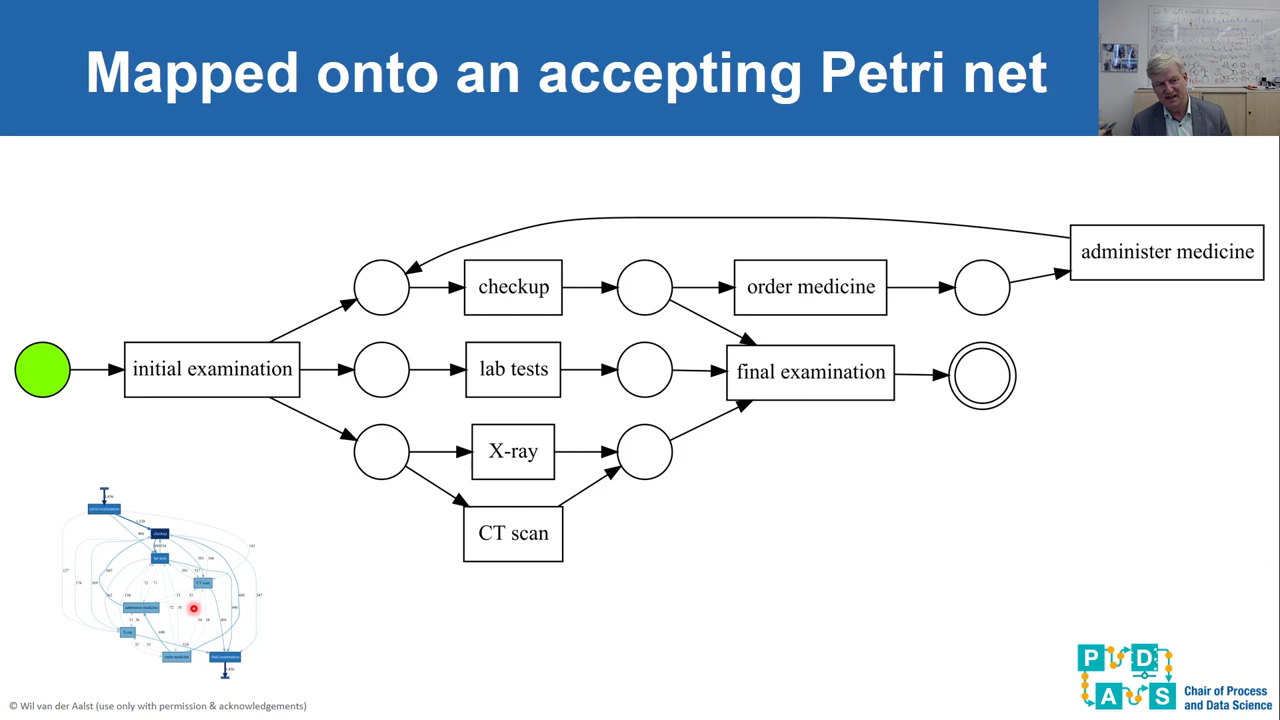 Mapped onto an accepting Petri net
administer medicine
checkup
order medicine
initial examination
lab tests
final examination
X-ray
CT scan
P D
A S
Chair of Process
and Data Science
© Wil van der Aalst (use only with permission & acknowledgements)